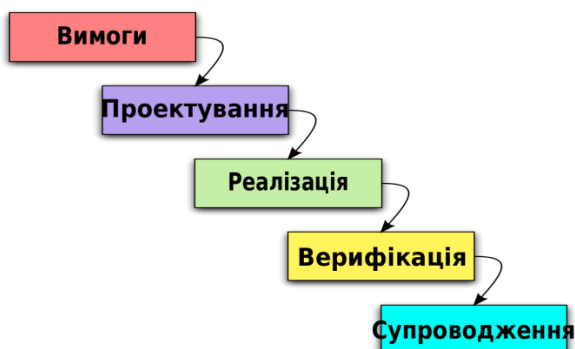 Вимоги
Проектування
Реалізація
Верифікація
Супроводження